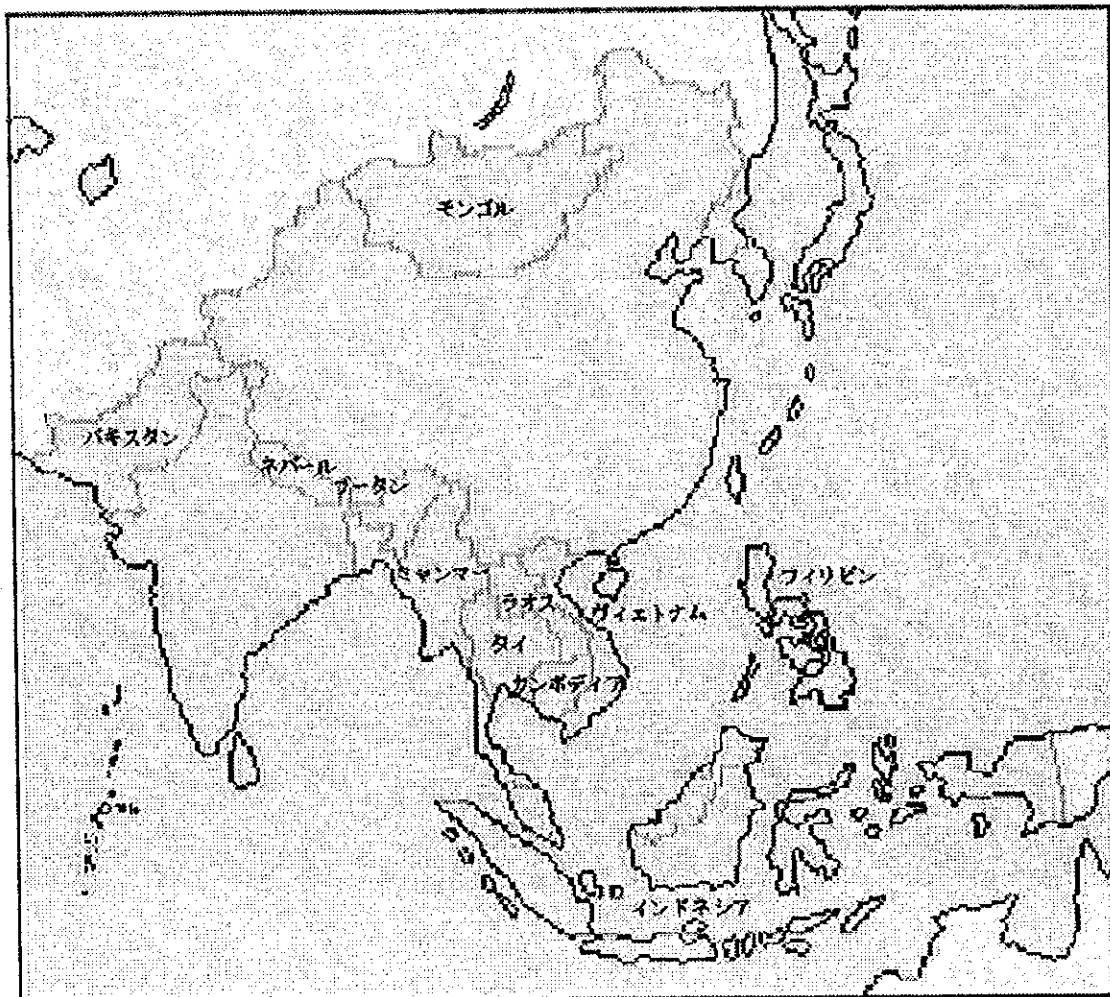 モンゴル
パキスタン
ネパール
ブータン
ミャンマー
ラオス
ヴィエトナム
フィリピン
タイ
カンボディア
インドネシア